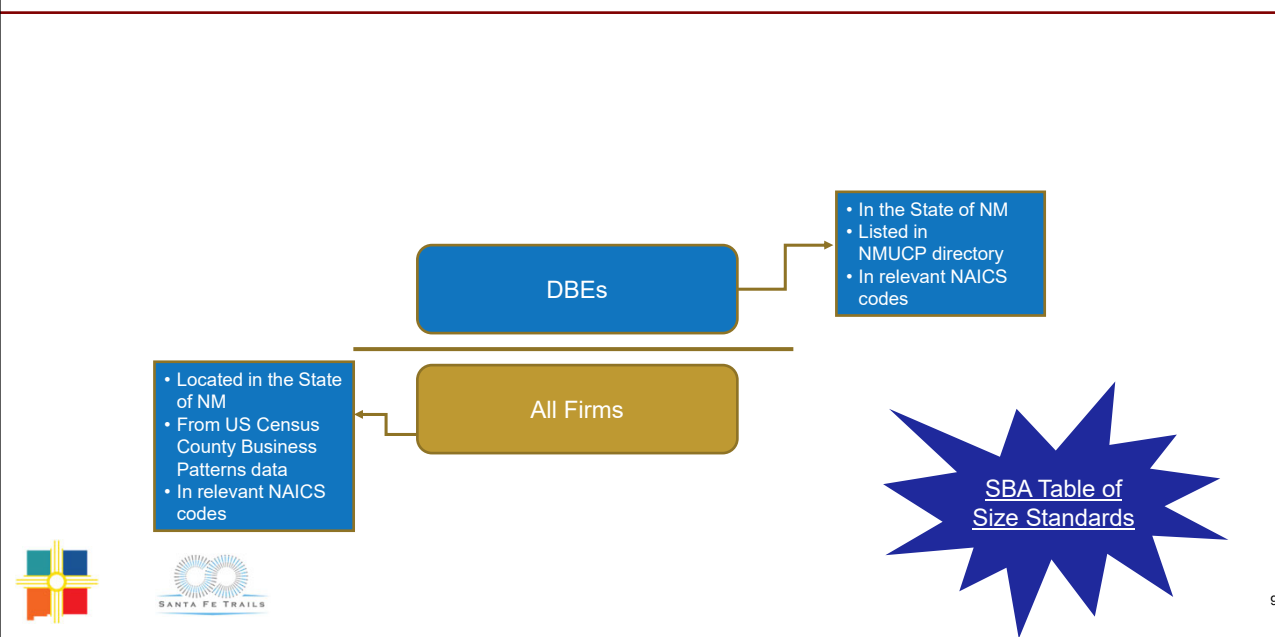 • In the State of NM
• Listed in
NMUCP directory
• In relevant NAICS
codes
DBEs
• Located in the State
of NM
• From US Census
County Business
Patterns data
• In relevant NAICS
codes
All Firms
SBA Table of
Size Standards
SANTA FE TRAILS
9